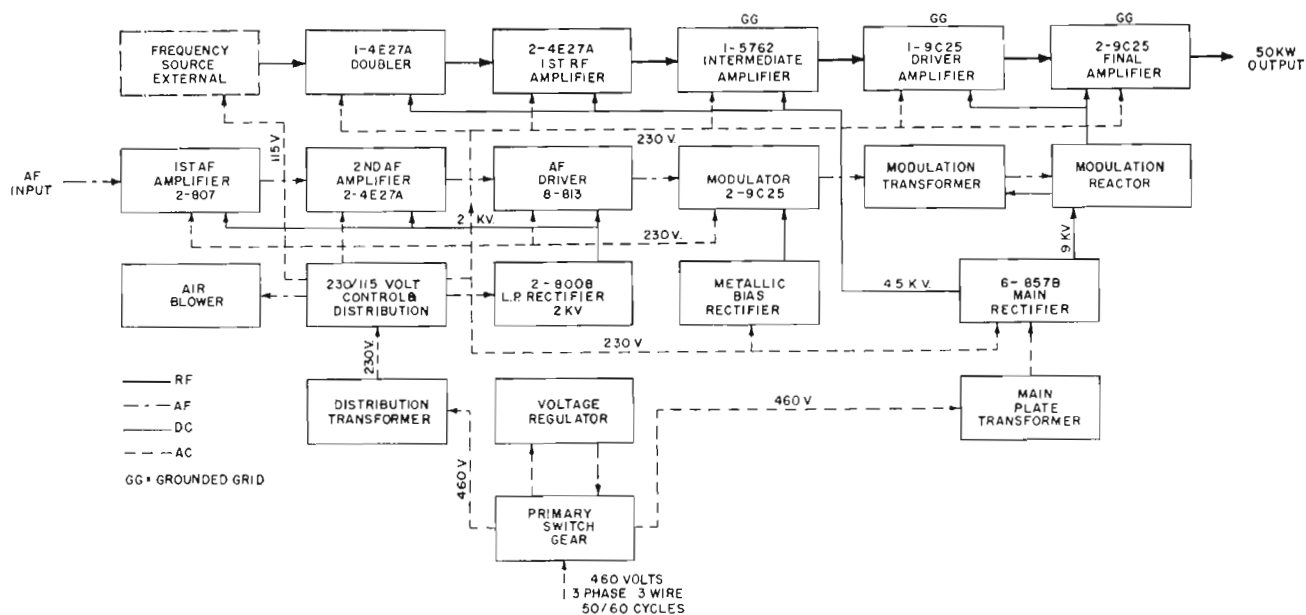 GG
GG
GG
FREQUENCY
SOURCE
EXTERNAL
1-4E27A
DOUBLER
2-4E27A
1ST RF
AMPLIFIER
1-5762
INTERMEDIATE
AMPLIFIER
1-9C25
DRIVER
AMPLIFIER
2-9C25
FINAL
AMPLIFIER
50KW
OUTPUT
115 V
230 V.
AF
INPUT
1ST AF
AMPLIFIER
2-807
2ND AF
AMPLIFIER
2-4E27A
AF
DRIVER
8-813
MODULATOR
2-9C25
MODULATION
TRANSFORMER
MODULATION
REACTOR
2 KV.
230 V.
9 KV
AIR
BLOWER
230/115 VOLT
CONTROL &
DISTRIBUTION
2-8008
L.P. RECTIFIER
2 KV
METALLIC
BIAS
RECTIFIER
4.5 K V.
6-857B
MAIN
RECTIFIER
230 V.
230 V
RF
AF
DC
AC
GG = GROUNDED GRID
DISTRIBUTION
TRANSFORMER
VOLTAGE
REGULATOR
460 V
MAIN
PLATE
TRANSFORMER
460 V
PRIMARY
SWITCH
GEAR
460 VOLTS
3 PHASE 3 WIRE
50/60 CYCLES